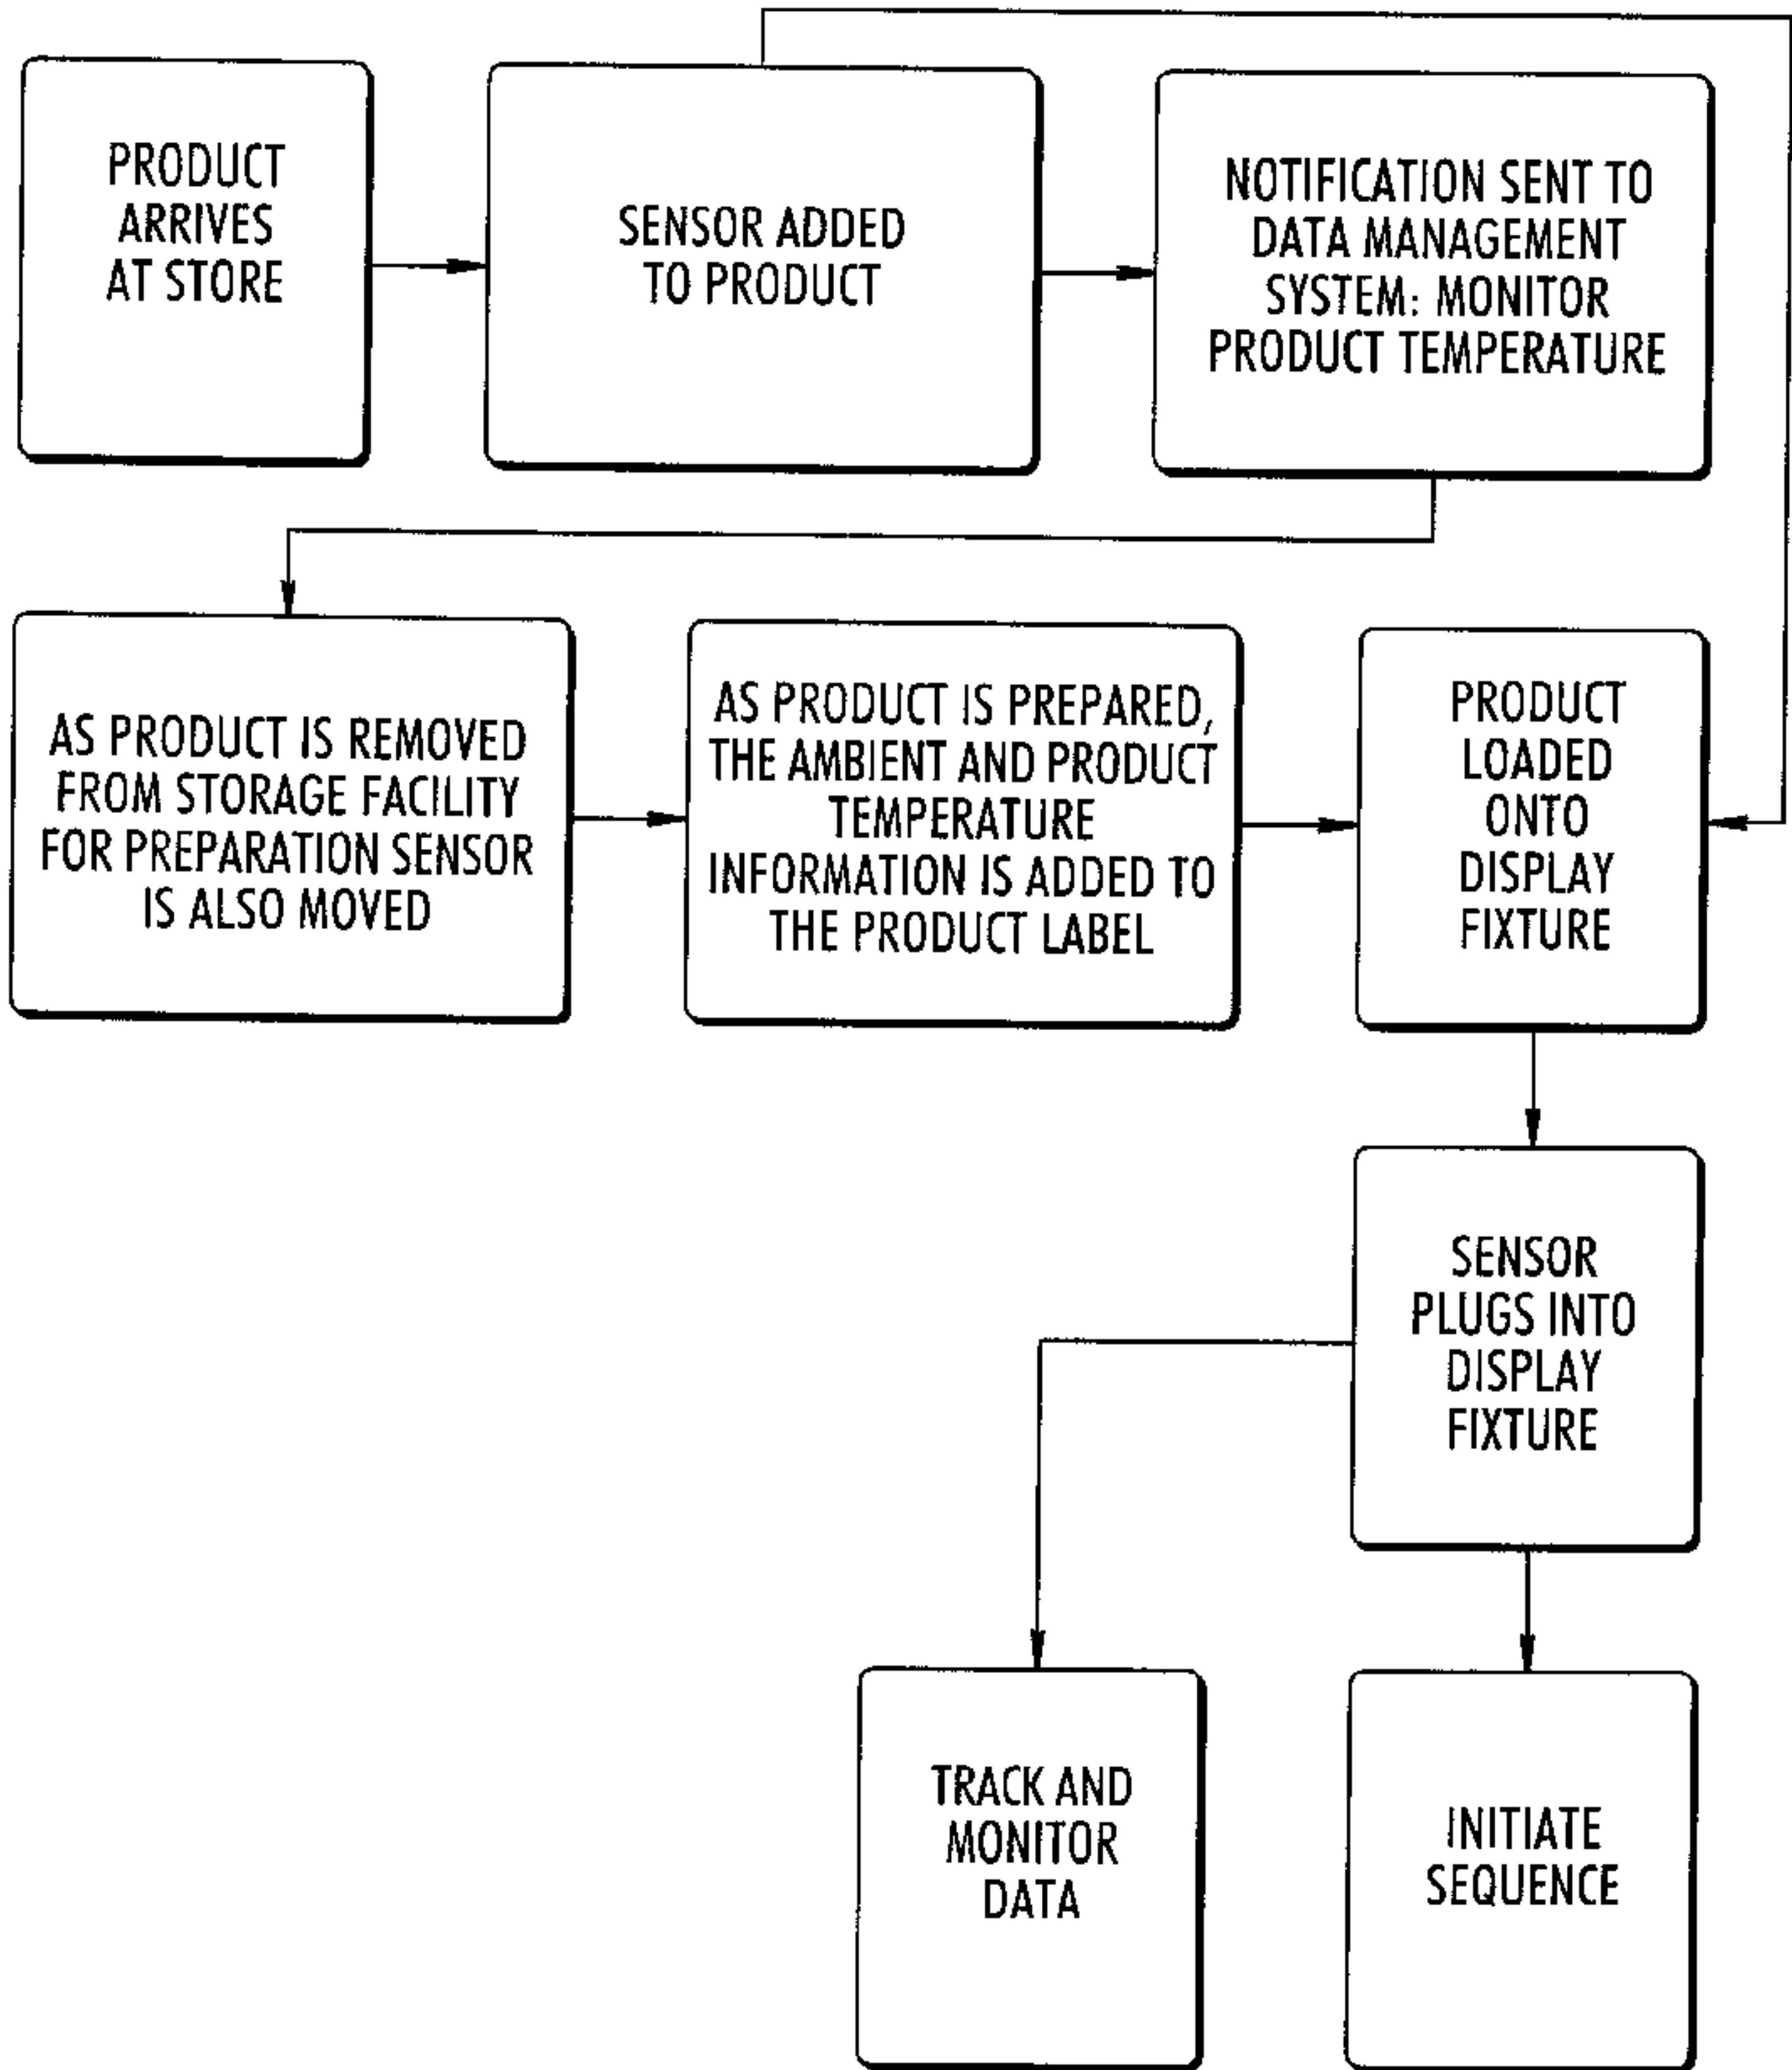 PRODUCT
ARRIVES
AT STORE
SENSOR ADDED
TO PRODUCT
NOTIFICATION SENT TO
DATA MANAGEMENT
SYSTEM: MONITOR
PRODUCT TEMPERATURE
AS PRODUCT IS REMOVED
FROM STORAGE FACILITY
FOR PREPARATION SENSOR
IS ALSO MOVED
AS PRODUCT IS PREPARED,
THE AMBIENT AND PRODUCT
TEMPERATURE
INFORMATION IS ADDED TO
THE PRODUCT LABEL
PRODUCT
LOADED
ONTO
DISPLAY
FIXTURE
SENSOR
PLUGS INTO
DISPLAY
FIXTURE
TRACK AND
MONITOR
DATA
INITIATE
SEQUENCE